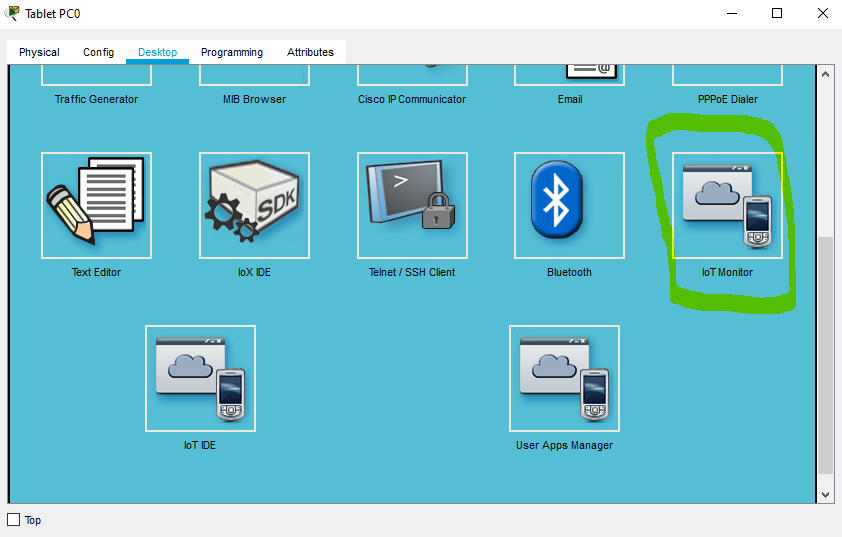 Tablet PC0
Physical Config Desktop Programming Attributes
Traffic Generator MIB Browser Cisco IP Communicator Email PPPoE Dialer
@
> SDK
Text Editor IoX IDE Telnet / SSH Client Bluetooth IoT Monitor
IoT IDE User Apps Manager
Top